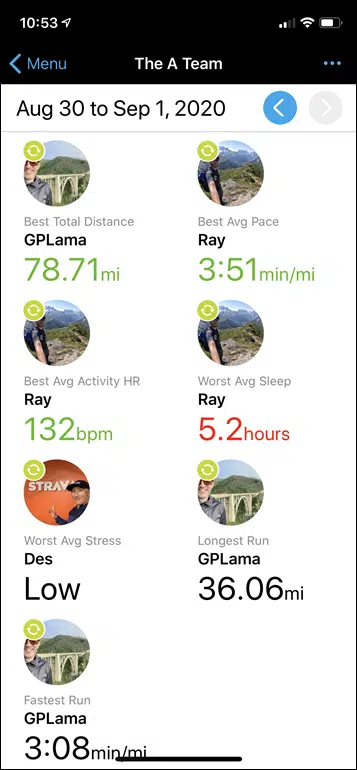 10:53
Menu
The A Team
Aug 30 to Sep 1, 2020
Best Total Distance
GPLama
78.71mi
Best Avg Pace
Ray
3:51min/mi
Best Avg Activity HR
Ray
132bpm
Worst Avg Sleep
Ray
5.2hours
STRAV
Worst Avg Stress
Des
Low
Longest Run
GPLama
36.06mi
Fastest Run
GPLama
3:08min/mi